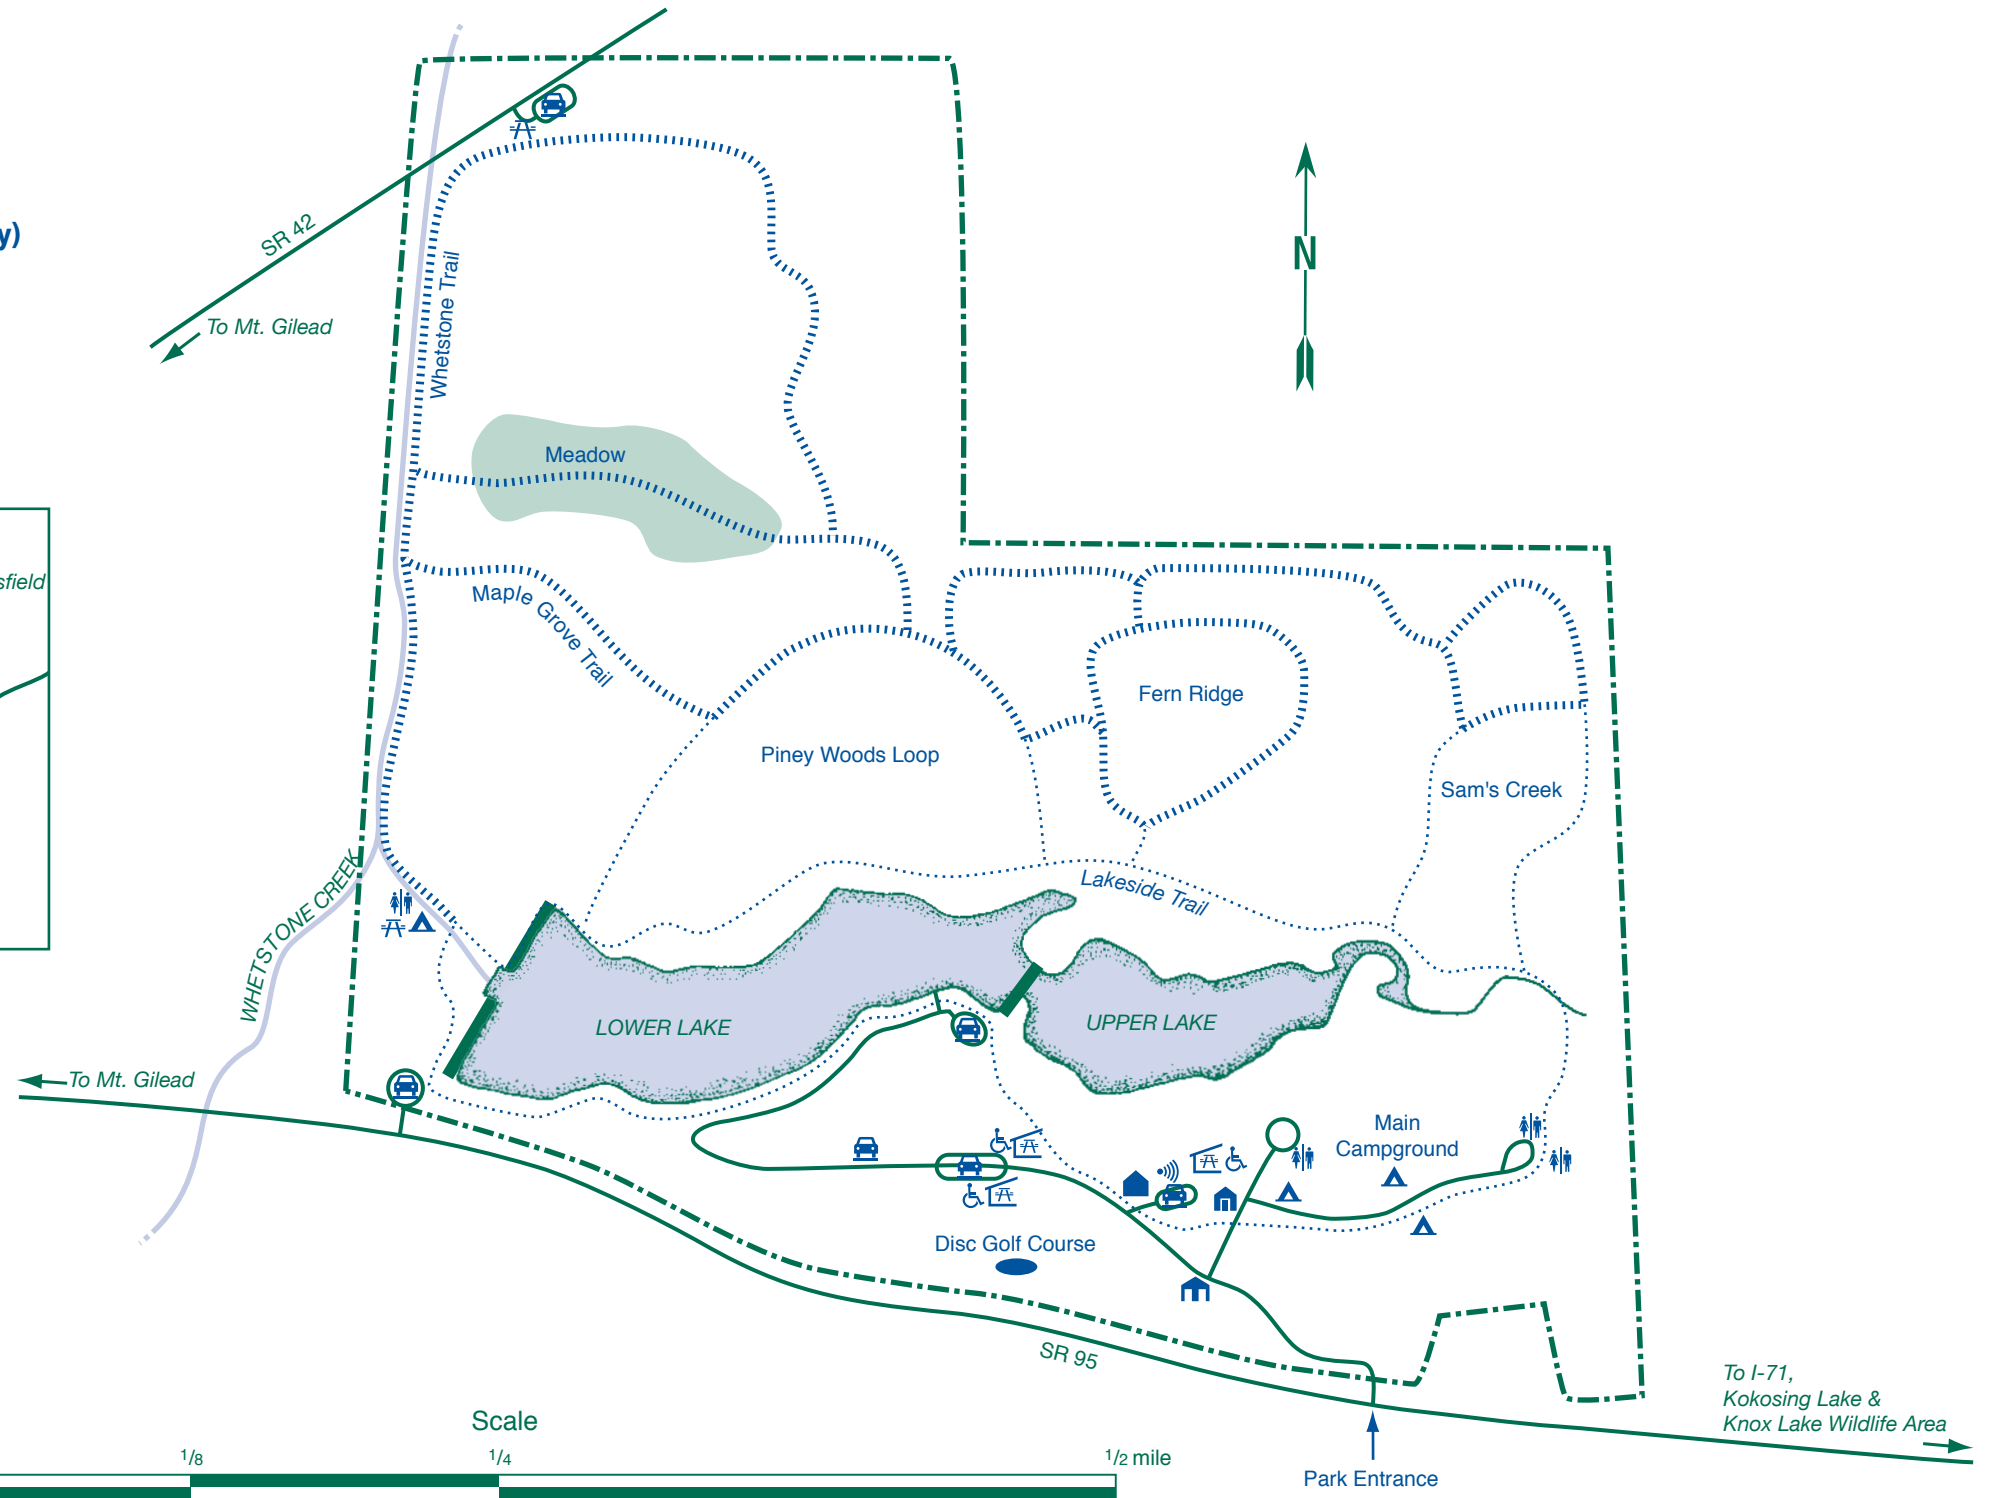 SR 42
y)
To Mt. Gilead
N
Whetstone Trail
Meadow
sfield
Maple Grove Trail
Fern Ridge
Piney Woods Loop
Sam's Creek
Lakeside Trail
WHETSTONE CREEK
LOWER LAKE
UPPER LAKE
To Mt. Gilead
Main
Campground
Disc Golf Course
SR 95
To I-71,
Kokosing Lake &
Knox Lake Wildlife Area
Scale
1/8
1/4
1/2 mile
Park Entrance